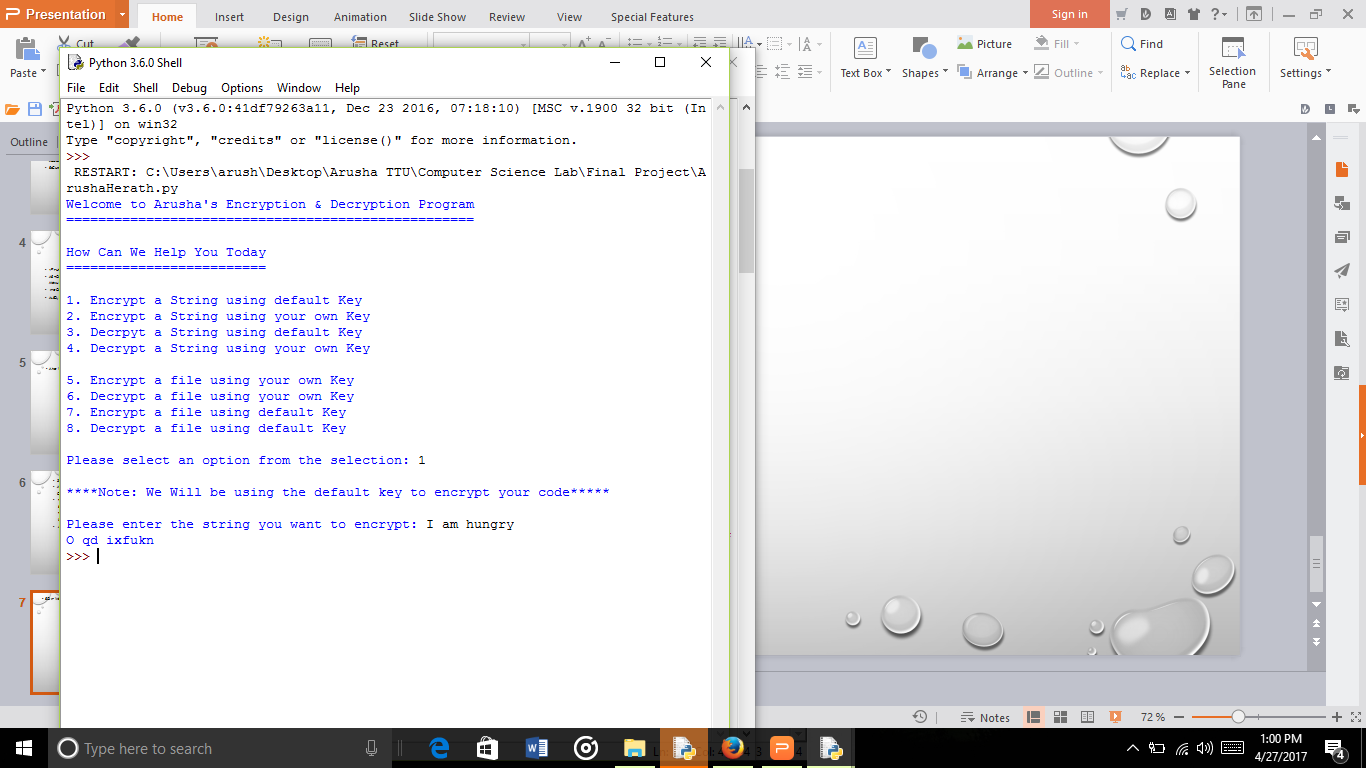 Presentation
Home Insert Design Animation Slide Show Review View Special Features
Sign in
Cut
Paste
Reset
Text Box
Shapes
Picture
Arrange
Fill
Outline
Find
Replace
Selection Pane
Settings
Outline
4
5
6
7
Python 3.6.0 Shell
File Edit Shell Debug Options Window Help
Python 3.6.0 (v3.6.0:41df79263a11, Dec 23 2016, 07:18:10) [MSC v.1900 32 bit (In
tel)] on win32
Type "copyright", "credits" or "license()" for more information.
>>>
RESTART: C:\Users\arush\Desktop\Arusha TTU\Computer Science Lab\Final Project\A
rushaHerath.py
Welcome to Arusha's Encryption & Decryption Program
===================================================
How Can We Help You Today
=========================
1. Encrypt a String using default Key
2. Encrypt a String using your own Key
3. Decrpyt a String using default Key
4. Decrypt a String using your own Key
5. Encrypt a file using your own Key
6. Decrypt a file using your own Key
7. Encrypt a file using default Key
8. Decrypt a file using default Key
Please select an option from the selection: 1
****Note: We Will be using the default key to encrypt your code*****
Please enter the string you want to encrypt: I am hungry
O qd ixfukn
>>>
Notes
72 %
Type here to search
1:00 PM
4/27/2017
4